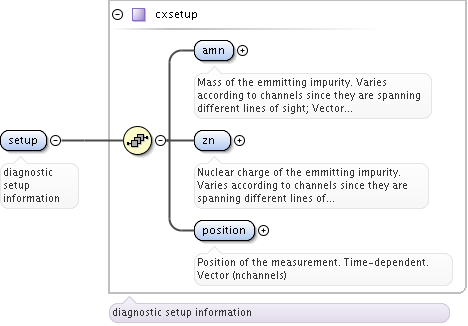 cxsetup
amn
Mass of the emmitting impurity. Varies
according to channels since they are spanning
different lines of sight; Vector...
setup
diagnostic
setup
information
zn
Nuclear charge of the emmitting impurity.
Varies according to channels since they are
spanning different lines of...
position
Position of the measurement. Time-dependent.
Vector (nchannels)
diagnostic setup information